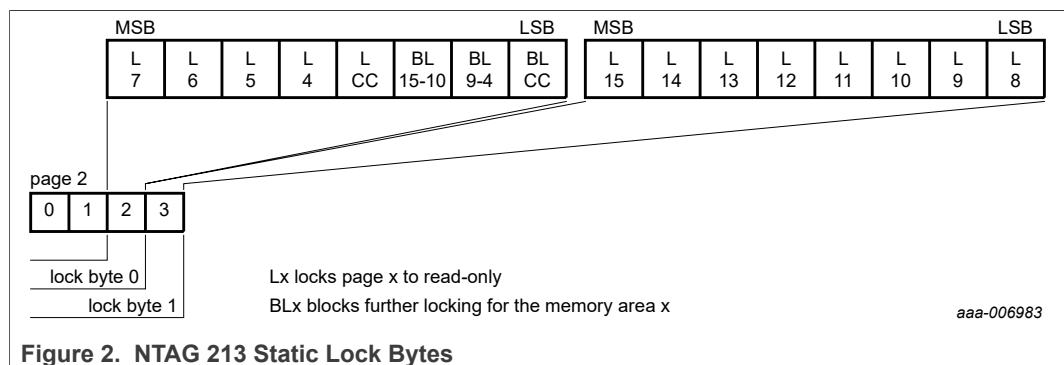 MSB LSB MSB LSB
L L L L L BL BL BL L L L L L L L L
7 6 5 4 CC 15-10 9-4 CC 15 14 13 12 11 10 9 8
page 2
0 1 2 3
lock byte 0 Lx locks page x to read-only
lock byte 1 BLx blocks further locking for the memory area x
aaa-006983
Figure 2. NTAG 213 Static Lock Bytes